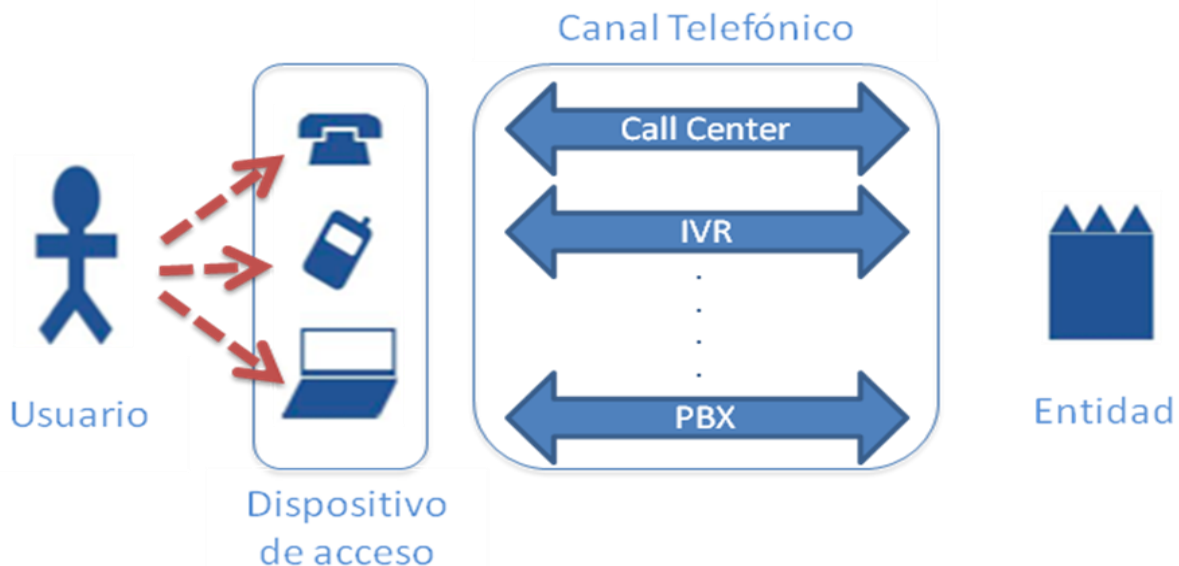 Canal Telefónico
Call Center
IVR
PBX
Usuario
Entidad
Dispositivo
de acceso